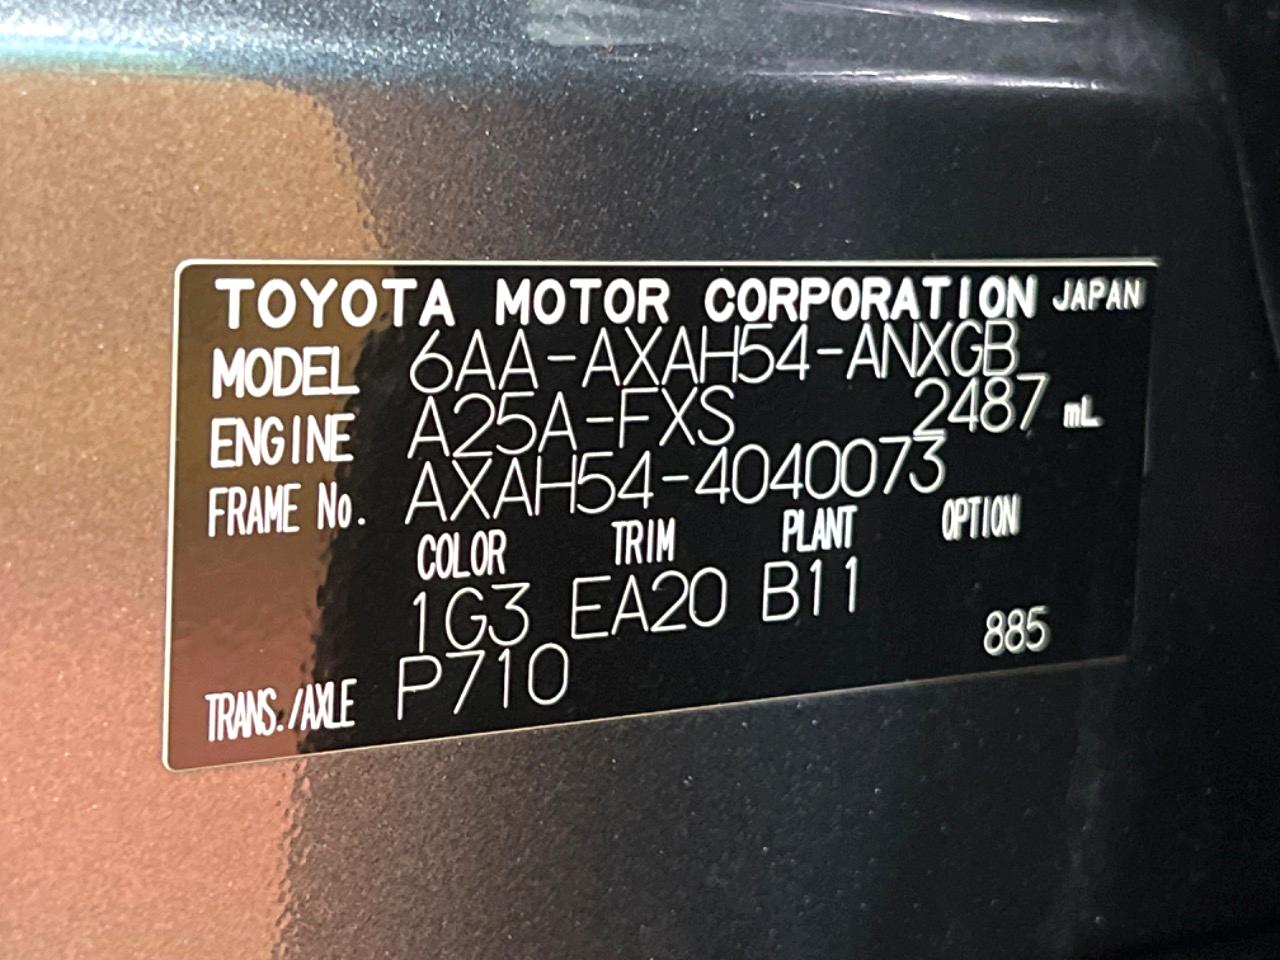 TOYOTA MOTOR CORPORATION JAPAN
MODEL 6AA-AXAH54-ANXGB
ENGINE A25A-FXS 2487 mL
FRAME No. AXAH54-4040073
COLOR TRIM PLANT OPTION
1G3 EA20 B11
TRANS./AXLE P710 885